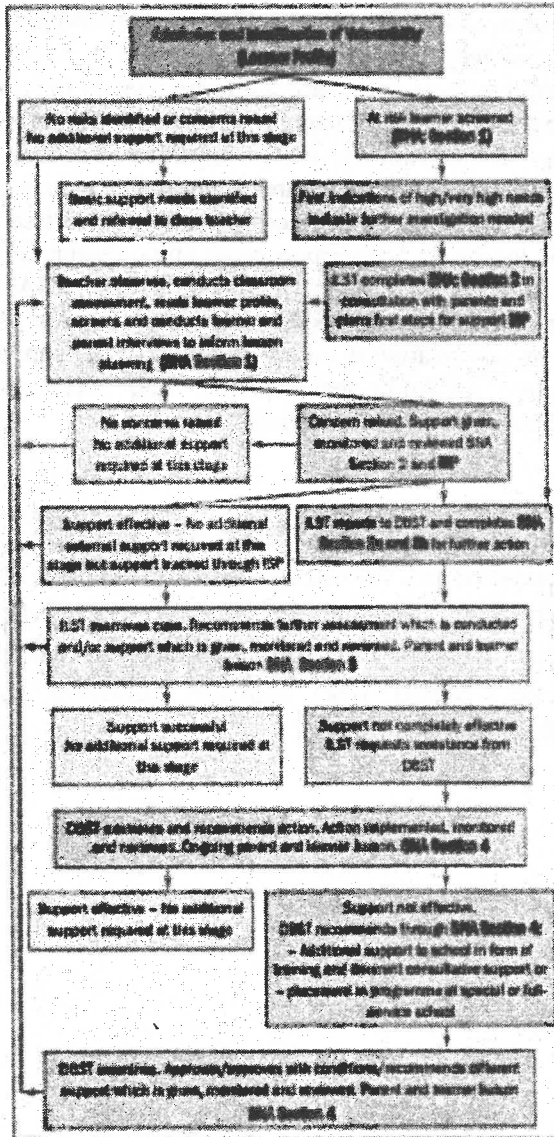 Admission and Identification of Vulnerability
(Learner Profile)
No risks identified or concerns raised
No additional support required at this stage
At risk learner screened
(SNA: Section 1)
Basic support needs identified
and referred to class teacher
First indications of high/very high needs
indicate further investigation needed
Teacher observes, conducts classroom
assessment, reads learner profile,
screens and conducts learner and
parent interviews to inform lesson
planning (SNA Section 1)
ILST completes SNA: Section 2 in
consultation with parents and
plans first steps for support ISP
No concerns raised
No additional support
required at this stage
Concern raised. Support given,
monitored and reviewed SNA
Section 2 and ISP
Support effective – No additional
external support required at this
stage but support tracked through ISP
ILST reports to DBST and completes SNA
Section and for further action
ILST examines case. Recommends further assessment which is conducted
and/or support which is given, monitored and reviewed. Parent and learner
liaison SNA Section 3
Support successful
No additional support required at
this stage
Support not completely effective
ILST requests assistance from
DBST
DBST examines and recommends action. Action implemented, monitored
and reviewed. Ongoing parent and learner liaison. SNA Section 4
Support effective – No additional
support required at this stage
Support not effective.
DBST recommends through SNA Section 4:
– Additional support to school in form of
training and different consultative support or
– placement in programme at special or full-
service school
DBST examines. Approves/approves with conditions/recommends different
support which is given, monitored and reviewed. Parent and learner liaison
SNA Section 4